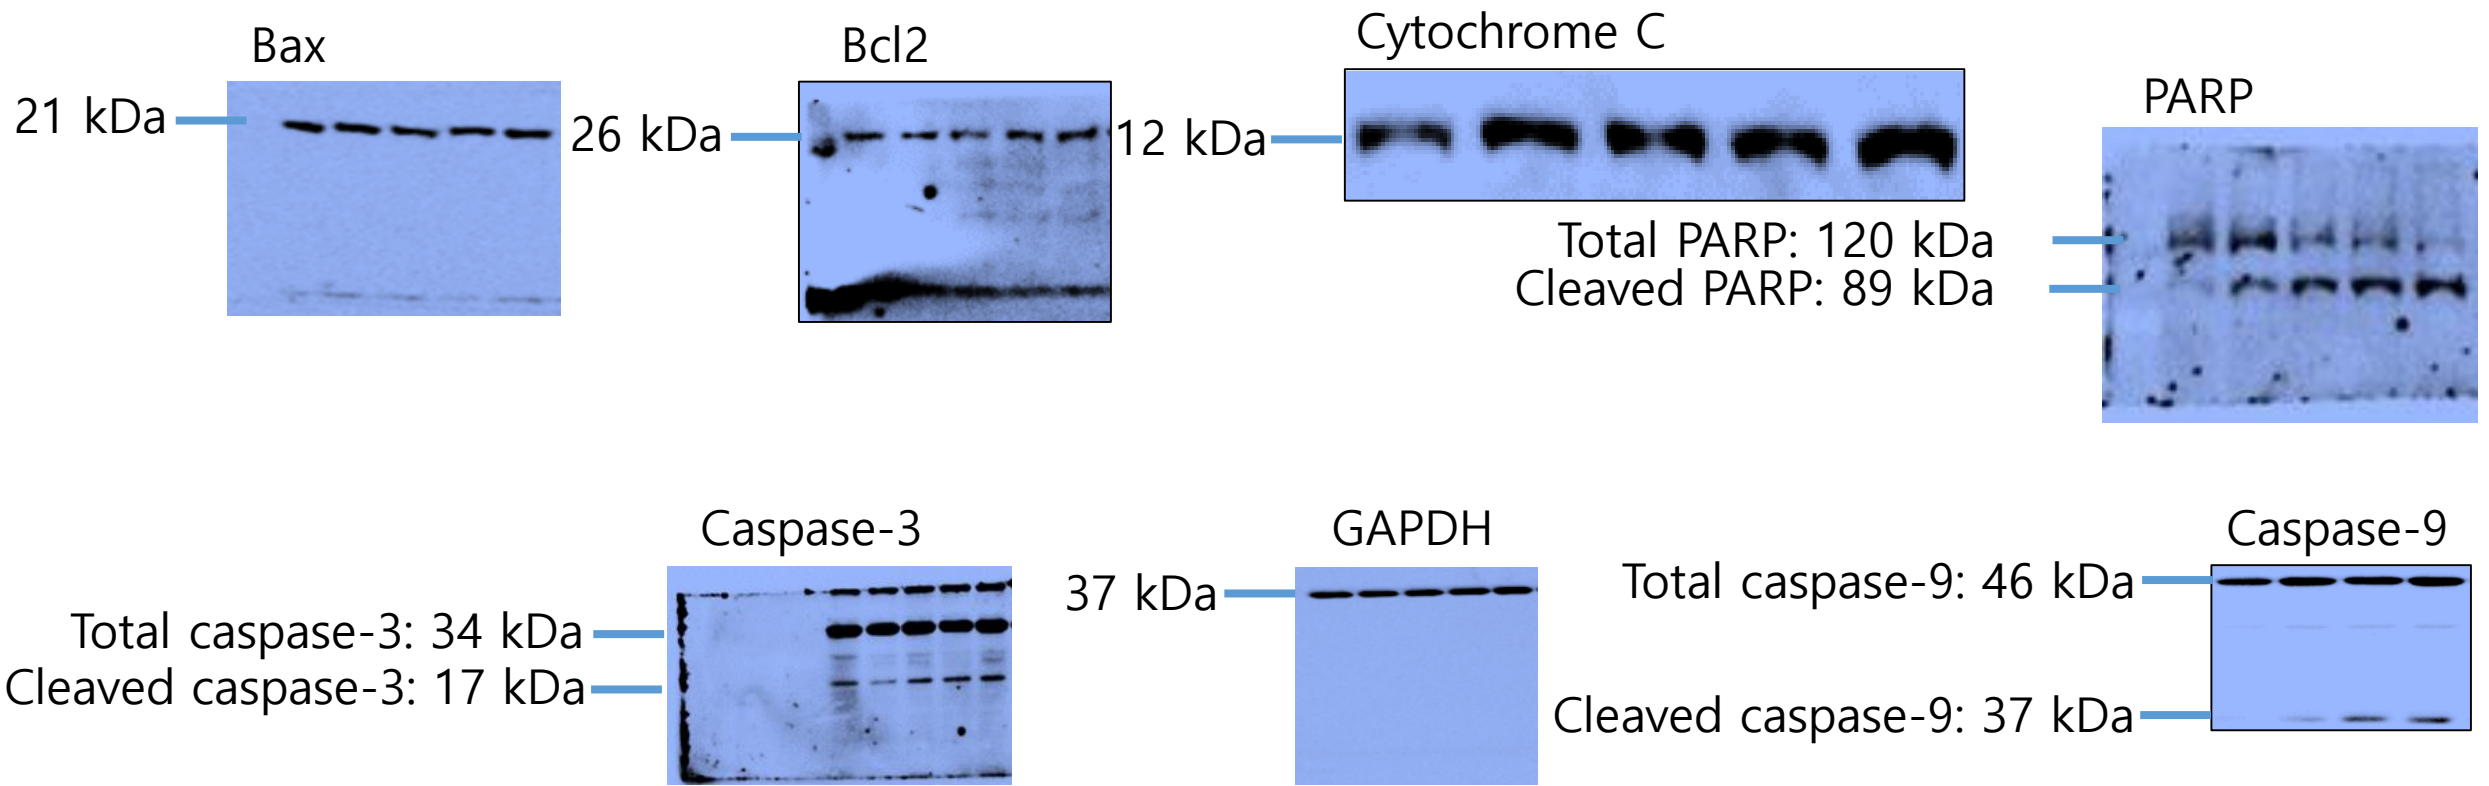 Bax
21 kDa
Bcl2
26 kDa
Cytochrome C
12 kDa
PARP
Total PARP: 120 kDa
Cleaved PARP: 89 kDa
Caspase-3
Total caspase-3: 34 kDa
Cleaved caspase-3: 17 kDa
GAPDH
37 kDa
Caspase-9
Total caspase-9: 46 kDa
Cleaved caspase-9: 37 kDa